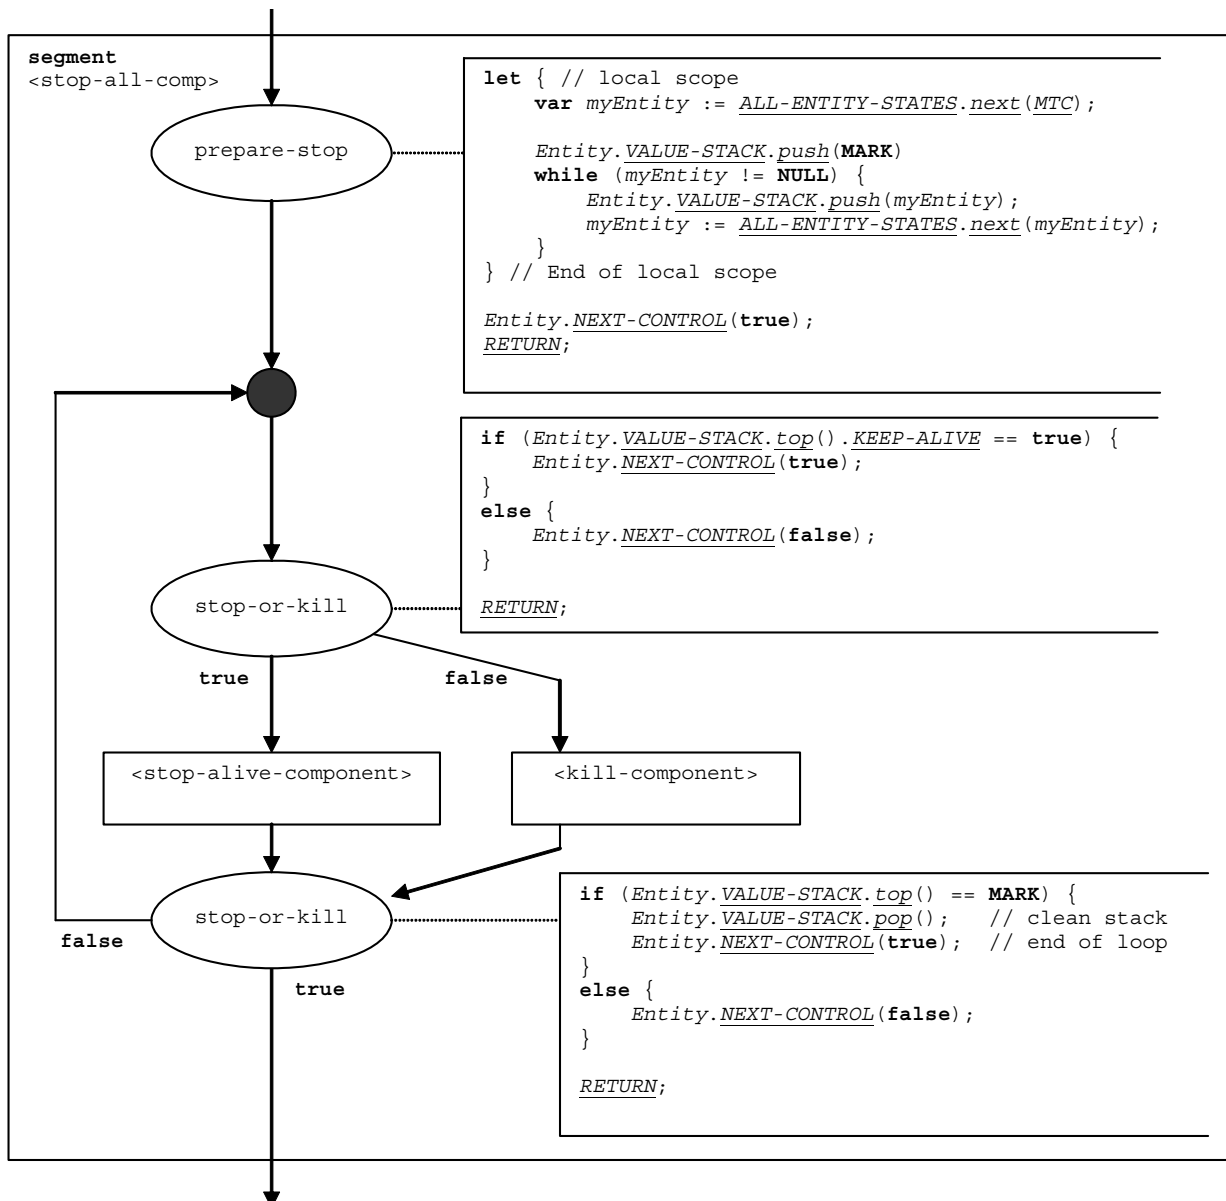 segment
<stop-all-comp>
prepare-stop
let { // local scope
    var myEntity := ALL-ENTITY-STATES.next(MTC);
    Entity.VALUE-STACK.push(MARK)
    while (myEntity != NULL) {
        Entity.VALUE-STACK.push(myEntity);
        myEntity := ALL-ENTITY-STATES.next(myEntity);
    }
} // End of local scope
Entity.NEXT-CONTROL(true);
RETURN;
if (Entity.VALUE-STACK.top().KEEP-ALIVE == true) {
    Entity.NEXT-CONTROL(true);
}
else {
    Entity.NEXT-CONTROL(false);
}
RETURN;
stop-or-kill
true
false
<stop-alive-component>
<kill-component>
stop-or-kill
false
true
if (Entity.VALUE-STACK.top() == MARK) {
    Entity.VALUE-STACK.pop();   // clean stack
    Entity.NEXT-CONTROL(true);  // end of loop
}
else {
    Entity.NEXT-CONTROL(false);
}
RETURN;